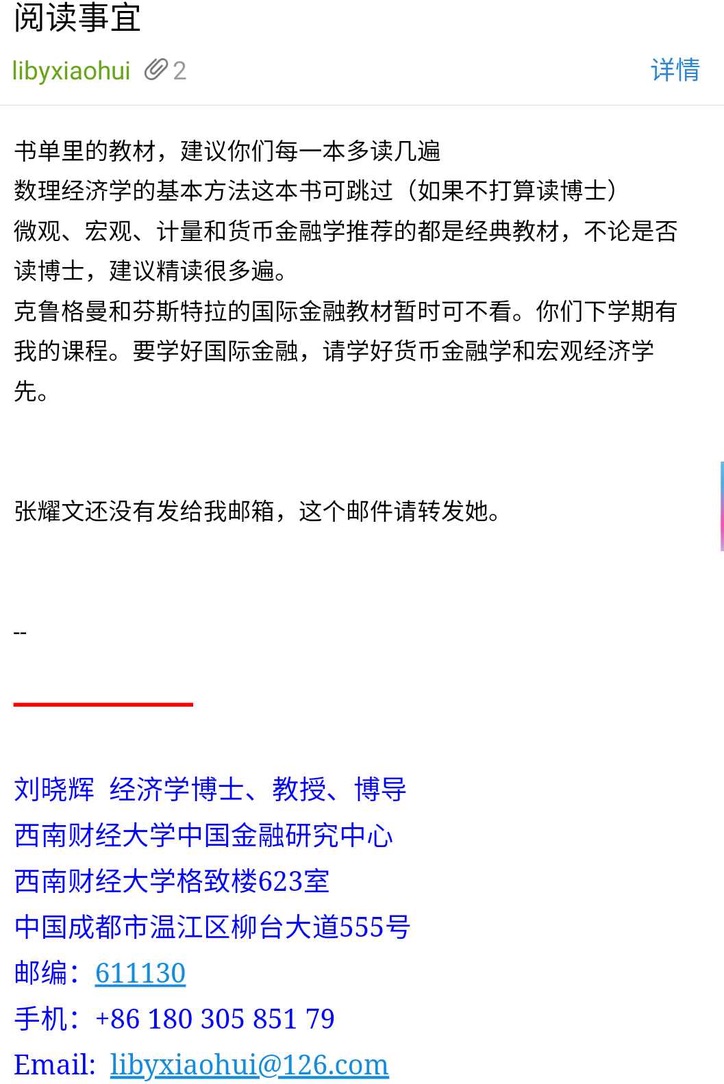 阅读事宜
libyxiaohui 2
详情
书单里的教材，建议你们每一本多读几遍
数理经济学的基本方法这本书可跳过（如果不打算读博士）
微观、宏观、计量和货币金融学推荐的都是经典教材，不论是否
读博士，建议精读很多遍。
克鲁格曼和芬斯特拉的国际金融教材暂时可不看。你们下学期有
我的课程。要学好国际金融，请学好货币金融学和宏观经济学
先。
张耀文还没有发给我邮箱，这个邮件请转发她。
--
刘晓辉 经济学博士、教授、博导
西南财经大学中国金融研究中心
西南财经大学格致楼623室
中国成都市温江区柳台大道555号
邮编：611130
手机：+86 180 305 851 79
Email: libyxiaohui@126.com